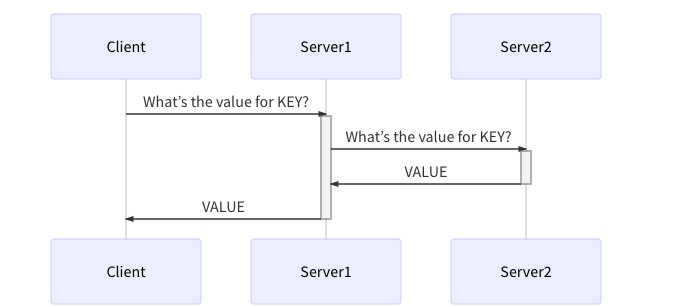 Client
Server1
Server2
What’s the value for KEY?
What’s the value for KEY?
VALUE
VALUE
Client
Server1
Server2